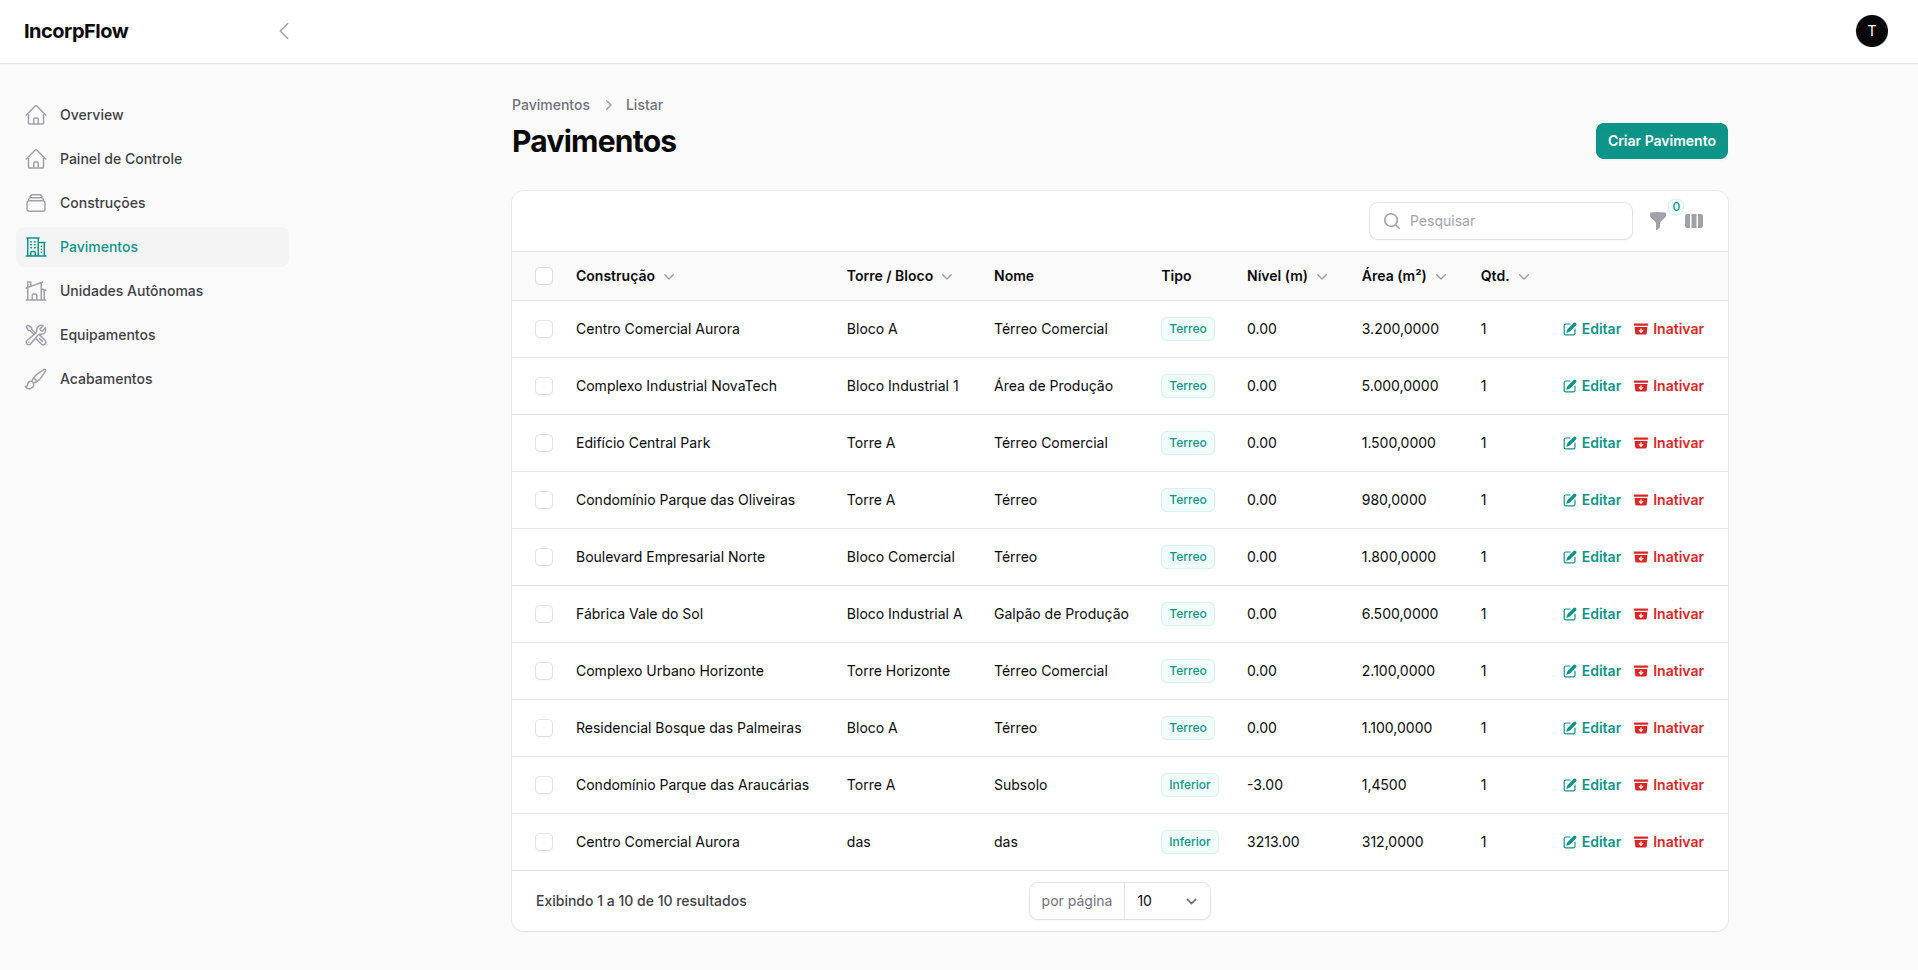 IncorpFlow
T
Overview
Painel de Controle
Construções
Pavimentos
Unidades Autônomas
Equipamentos
Acabamentos
Pavimentos > Listar
Pavimentos
Criar Pavimento
Pesquisar 0
Construção Torre / Bloco Nome Tipo Nível (m) Área (m²) Qtd.
Centro Comercial Aurora Bloco A Térreo Comercial Terreo 0.00 3.200,0000 1 Editar Inativar
Complexo Industrial NovaTech Bloco Industrial 1 Área de Produção Terreo 0.00 5.000,0000 1 Editar Inativar
Edifício Central Park Torre A Térreo Comercial Terreo 0.00 1.500,0000 1 Editar Inativar
Condomínio Parque das Oliveiras Torre A Térreo Terreo 0.00 980,0000 1 Editar Inativar
Boulevard Empresarial Norte Bloco Comercial Térreo Terreo 0.00 1.800,0000 1 Editar Inativar
Fábrica Vale do Sol Bloco Industrial A Galpão de Produção Terreo 0.00 6.500,0000 1 Editar Inativar
Complexo Urbano Horizonte Torre Horizonte Térreo Comercial Terreo 0.00 2.100,0000 1 Editar Inativar
Residencial Bosque das Palmeiras Bloco A Térreo Terreo 0.00 1.100,0000 1 Editar Inativar
Condomínio Parque das Araucárias Torre A Subsolo Inferior -3.00 1,4500 1 Editar Inativar
Centro Comercial Aurora das das Inferior 3213.00 312,0000 1 Editar Inativar
Exibindo 1 a 10 de 10 resultados por página 10